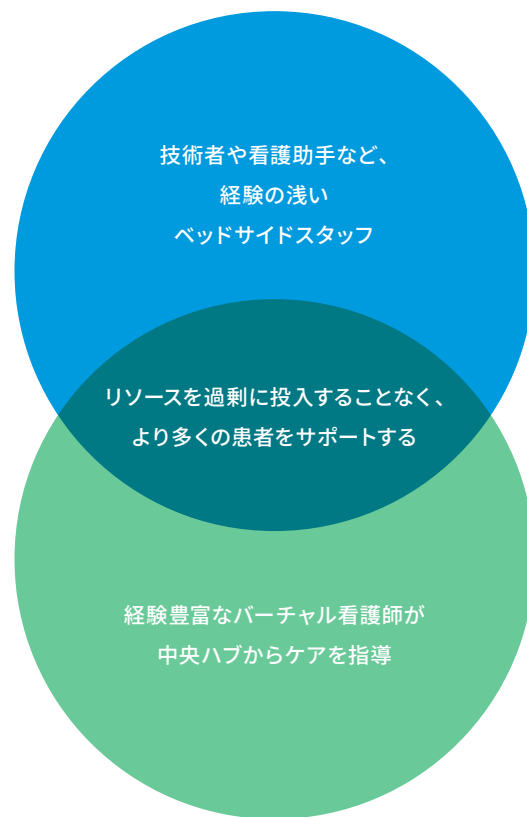 技術者や看護助手など、
経験の浅い
ベッドサイドスタッフ
リソースを過剰に投入することなく、
より多くの患者をサポートする
経験豊富なバーチャル看護師が
中央ハブからケアを指導